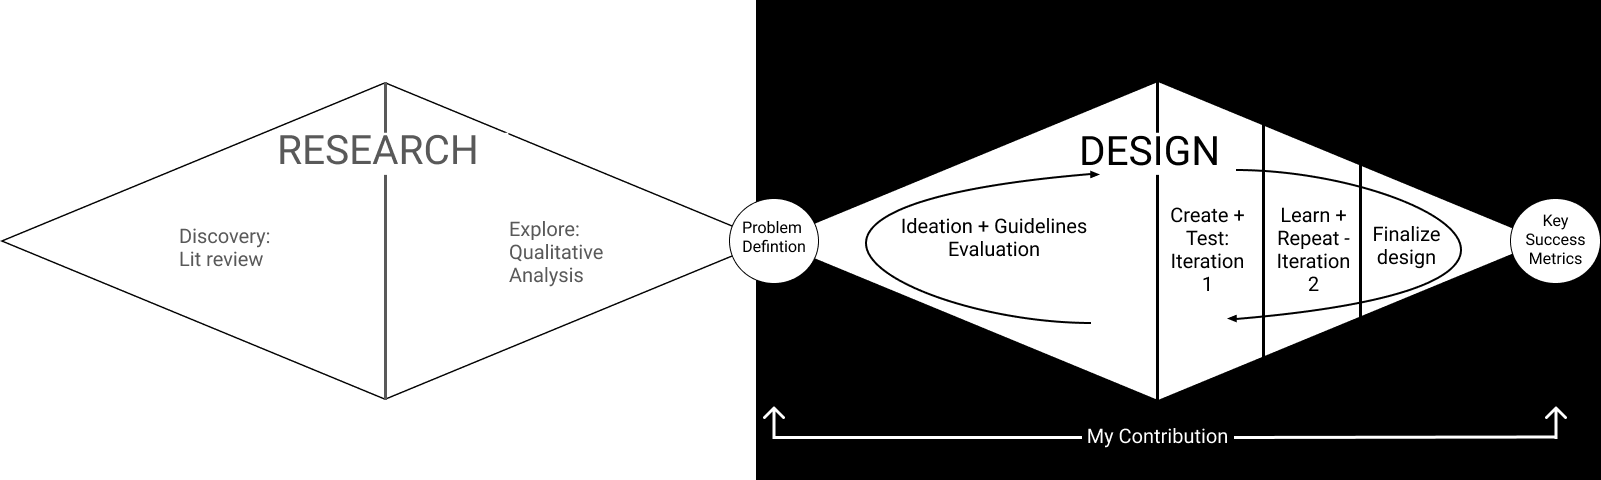 RESEARCH
Discovery:
Lit review
Explore:
Qualitative
Analysis
Problem
Defintion
DESIGN
Ideation + Guidelines
Evaluation
Create +
Test:
Iteration
1
Learn +
Repeat -
Iteration
2
Finalize
design
Key
Success
Metrics
My Contribution